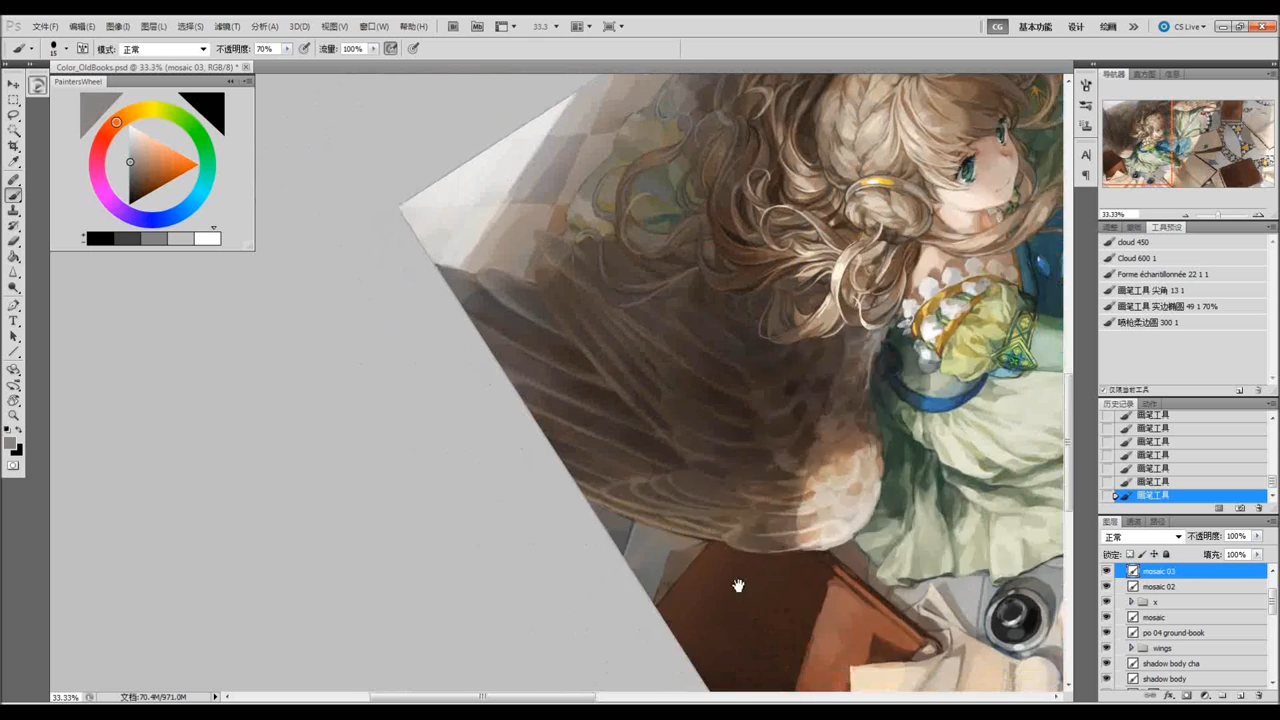 Ps 文件(F) 编辑(E) 图像(I) 图层(L) 选择(S) 滤镜(T) 分析(A) 3D(D) 视图(V) 窗口(W) 帮助(H) Br Mb 33.3 CG 基本功能 设计 绘画 CS Live
15 模式: 正常 不透明度: 70% 流量: 100%
Color_OldBooks.psd @ 33.3% (mosaic 03, RGB/8) *
PaintersWheel
导航器 直方图 信息
33.33%
调整 蒙版 工具预设
cloud 450
Cloud 600 1
Forme échantillonnée 22 1 1
画笔工具 尖角 13 1
画笔工具 实边椭圆 49 1 70%
喷枪柔边圆 300 1
仅限当前工具
历史记录 动作
画笔工具
画笔工具
画笔工具
画笔工具
画笔工具
画笔工具
画笔工具
图层 通道 路径
正常 不透明度: 100%
锁定: 填充: 100%
mosaic 03
mosaic 02
x
mosaic
po 04 ground-book
wings
shadow body cha
shadow body
33.33% 文档:70.4M/971.0M